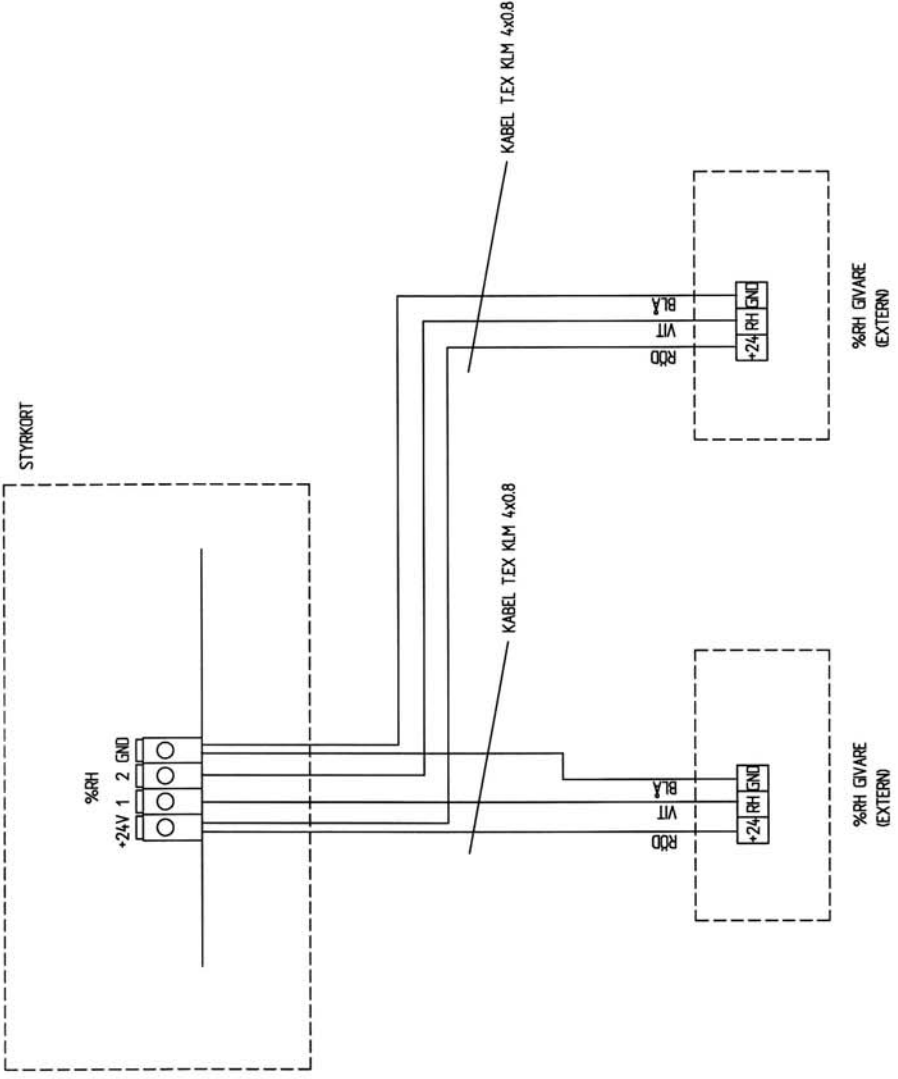 STYRKORT
%RH
+24V 1 2 GND
KABEL T.EX KLM 4x0.8
KABEL T.EX KLM 4x0.8
RÖD
VIT
BLÅ
+24 RH GND
%RH GIVARE
(EXTERN)
RÖD
VIT
BLÅ
+24 RH GND
%RH GIVARE
(EXTERN)